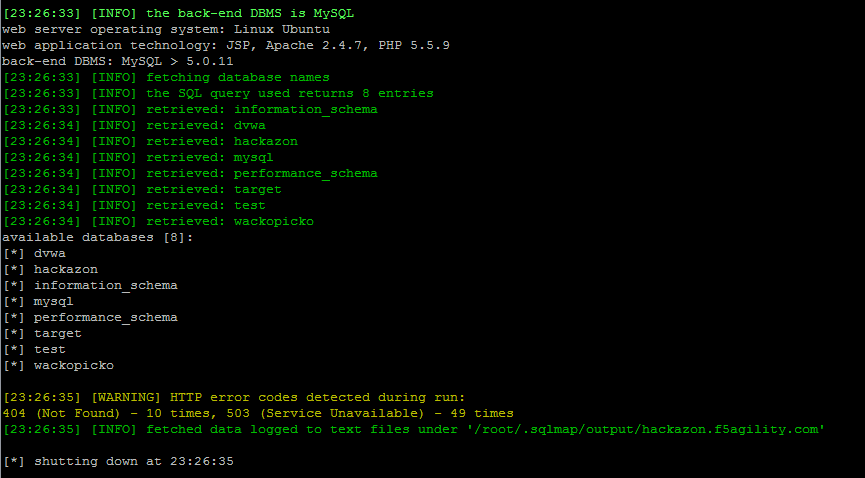 [23:26:33] [INFO] the back-end DBMS is MySQL
web server operating system: Linux Ubuntu
web application technology: JSP, Apache 2.4.7, PHP 5.5.9
back-end DBMS: MySQL > 5.0.11
[23:26:33] [INFO] fetching database names
[23:26:33] [INFO] the SQL query used returns 8 entries
[23:26:33] [INFO] retrieved: information_schema
[23:26:34] [INFO] retrieved: dvwa
[23:26:34] [INFO] retrieved: hackazon
[23:26:34] [INFO] retrieved: mysql
[23:26:34] [INFO] retrieved: performance_schema
[23:26:34] [INFO] retrieved: target
[23:26:34] [INFO] retrieved: test
[23:26:34] [INFO] retrieved: wackopicko
available databases [8]:
[*] dvwa
[*] hackazon
[*] information_schema
[*] mysql
[*] performance_schema
[*] target
[*] test
[*] wackopicko
[23:26:35] [WARNING] HTTP error codes detected during run:
404 (Not Found) - 10 times, 503 (Service Unavailable) - 49 times
[23:26:35] [INFO] fetched data logged to text files under '/root/.sqlmap/output/hackazon.f5agility.com'
[*] shutting down at 23:26:35